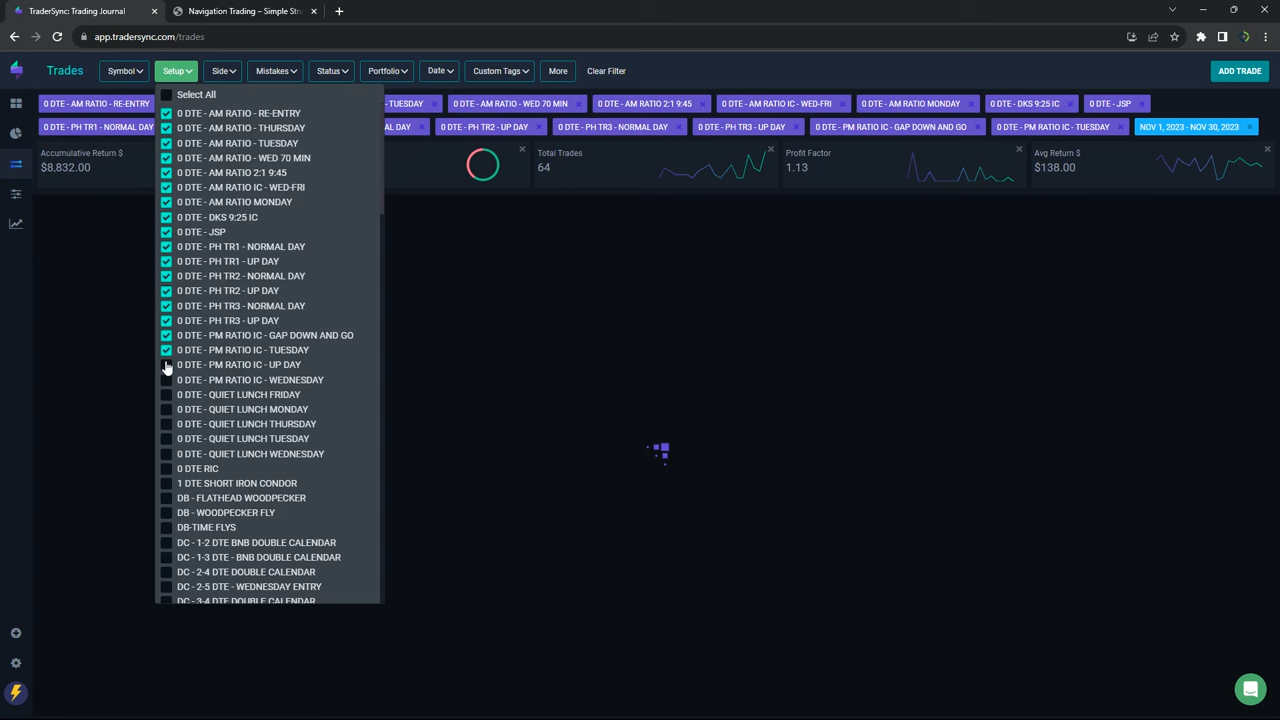 TraderSync: Trading Journal
Navigation Trading – Simple Str
app.tradersync.com/trades
Trades
Symbol
Setup
Side
Mistakes
Status
Portfolio
Date
Custom Tags
More
Clear Filter
ADD TRADE
Select All
0 DTE - AM RATIO - RE-ENTRY
0 DTE - AM RATIO - THURSDAY
0 DTE - AM RATIO - TUESDAY
0 DTE - AM RATIO - WED 70 MIN
0 DTE - AM RATIO 2:1 9:45
0 DTE - AM RATIO IC - WED-FRI
0 DTE - AM RATIO MONDAY
0 DTE - DKS 9:25 IC
0 DTE - JSP
0 DTE - PH TR1 - NORMAL DAY
0 DTE - PH TR1 - UP DAY
0 DTE - PH TR2 - NORMAL DAY
0 DTE - PH TR2 - UP DAY
0 DTE - PH TR3 - NORMAL DAY
0 DTE - PH TR3 - UP DAY
0 DTE - PM RATIO IC - GAP DOWN AND GO
0 DTE - PM RATIO IC - TUESDAY
0 DTE - PM RATIO IC - UP DAY
0 DTE - PM RATIO IC - WEDNESDAY
0 DTE - QUIET LUNCH FRIDAY
0 DTE - QUIET LUNCH MONDAY
0 DTE - QUIET LUNCH THURSDAY
0 DTE - QUIET LUNCH TUESDAY
0 DTE - QUIET LUNCH WEDNESDAY
0 DTE RIC
1 DTE SHORT IRON CONDOR
DB - FLATHEAD WOODPECKER
DB - WOODPECKER FLY
DB-TIME FLYS
DC - 1-2 DTE BNB DOUBLE CALENDAR
DC - 1-3 DTE - BNB DOUBLE CALENDAR
DC - 2-4 DTE DOUBLE CALENDAR
DC - 2-5 DTE - WEDNESDAY ENTRY
DC - 3-4 DTE DOUBLE CALENDAR
0 DTE - AM RATIO - RE-ENTRY
- TUESDAY
0 DTE - AM RATIO - WED 70 MIN
0 DTE - AM RATIO 2:1 9:45
0 DTE - AM RATIO IC - WED-FRI
0 DTE - AM RATIO MONDAY
0 DTE - DKS 9:25 IC
0 DTE - JSP
0 DTE - PH TR1 - NORMAL DAY
AL DAY
0 DTE - PH TR2 - UP DAY
0 DTE - PH TR3 - NORMAL DAY
0 DTE - PH TR3 - UP DAY
0 DTE - PM RATIO IC - GAP DOWN AND GO
0 DTE - PM RATIO IC - TUESDAY
NOV 1, 2023 - NOV 30, 2023
Accumulative Return $
$8,832.00
Total Trades
64
Profit Factor
1.13
Avg Return $
$138.00